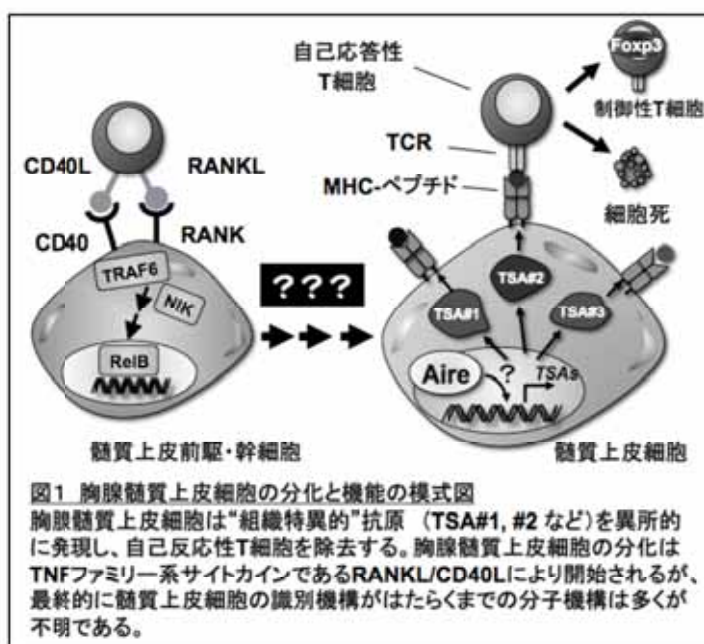 自己応答性
T細胞
Foxp3
制御性T細胞
細胞死
TCR
MHC-ペプチド
CD40L
RANKL
CD40
RANK
TRAF6
NIK
RelB
???
TSA#1
TSA#2
TSA#3
Aire
?
TSAs
髄質上皮前駆・幹細胞
髄質上皮細胞
図1 胸腺髄質上皮細胞の分化と機能の模式図
胸腺髄質上皮細胞は“組織特異的”抗原 (TSA#1, #2 など)を異所的
に発現し、自己反応性T細胞を除去する。胸腺髄質上皮細胞の分化は
TNFファミリー系サイトカインであるRANKL/CD40Lにより開始されるが、
最終的に髄質上皮細胞の識別機構がはたらくまでの分子機構は多くが
不明である。